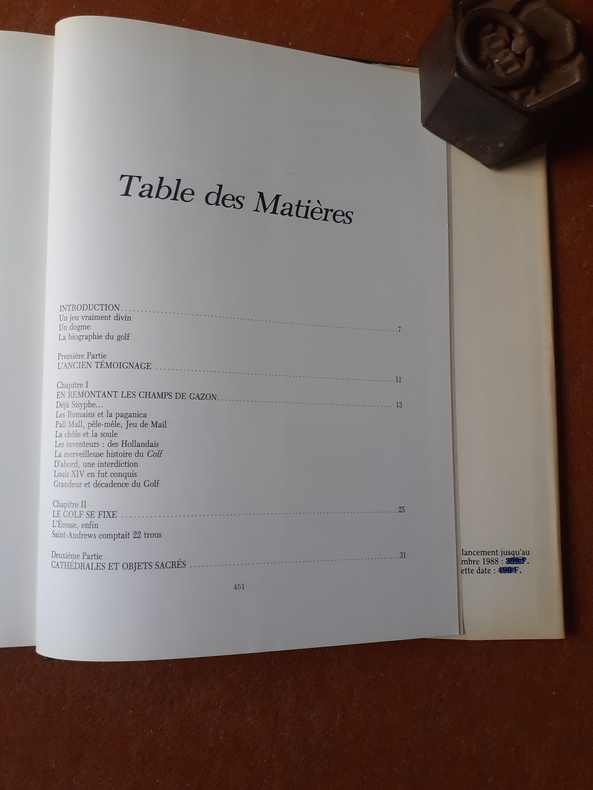 Table des Matières
INTRODUCTION 7
Un jeu vraiment divin
Un dogme
La biographie du golf
Première Partie
L'ANCIEN TÉMOIGNAGE 11
Chapitre I
EN REMONTANT LES CHAMPS DE GAZON 13
Déjà Sisyphe...
Les Romains et la paganica
Pall Mall, pêle-mêle, Jeu de Mail
La chôle et la soule
Les inventeurs : des Hollandais
La merveilleuse histoire du Golf
D'abord, une interdiction
Louis XIV en fut conquis
Grandeur et décadence du Golf
Chapitre II
LE GOLF SE FIXE 25
L'Écosse, enfin
Saint-Andrews comptait 22 trous
Deuxième Partie
CATHÉDRALES ET OBJETS SACRÉS 31
451
lancement jusqu'au
mbre 1988 : 395 F.
ette date : 498 F.